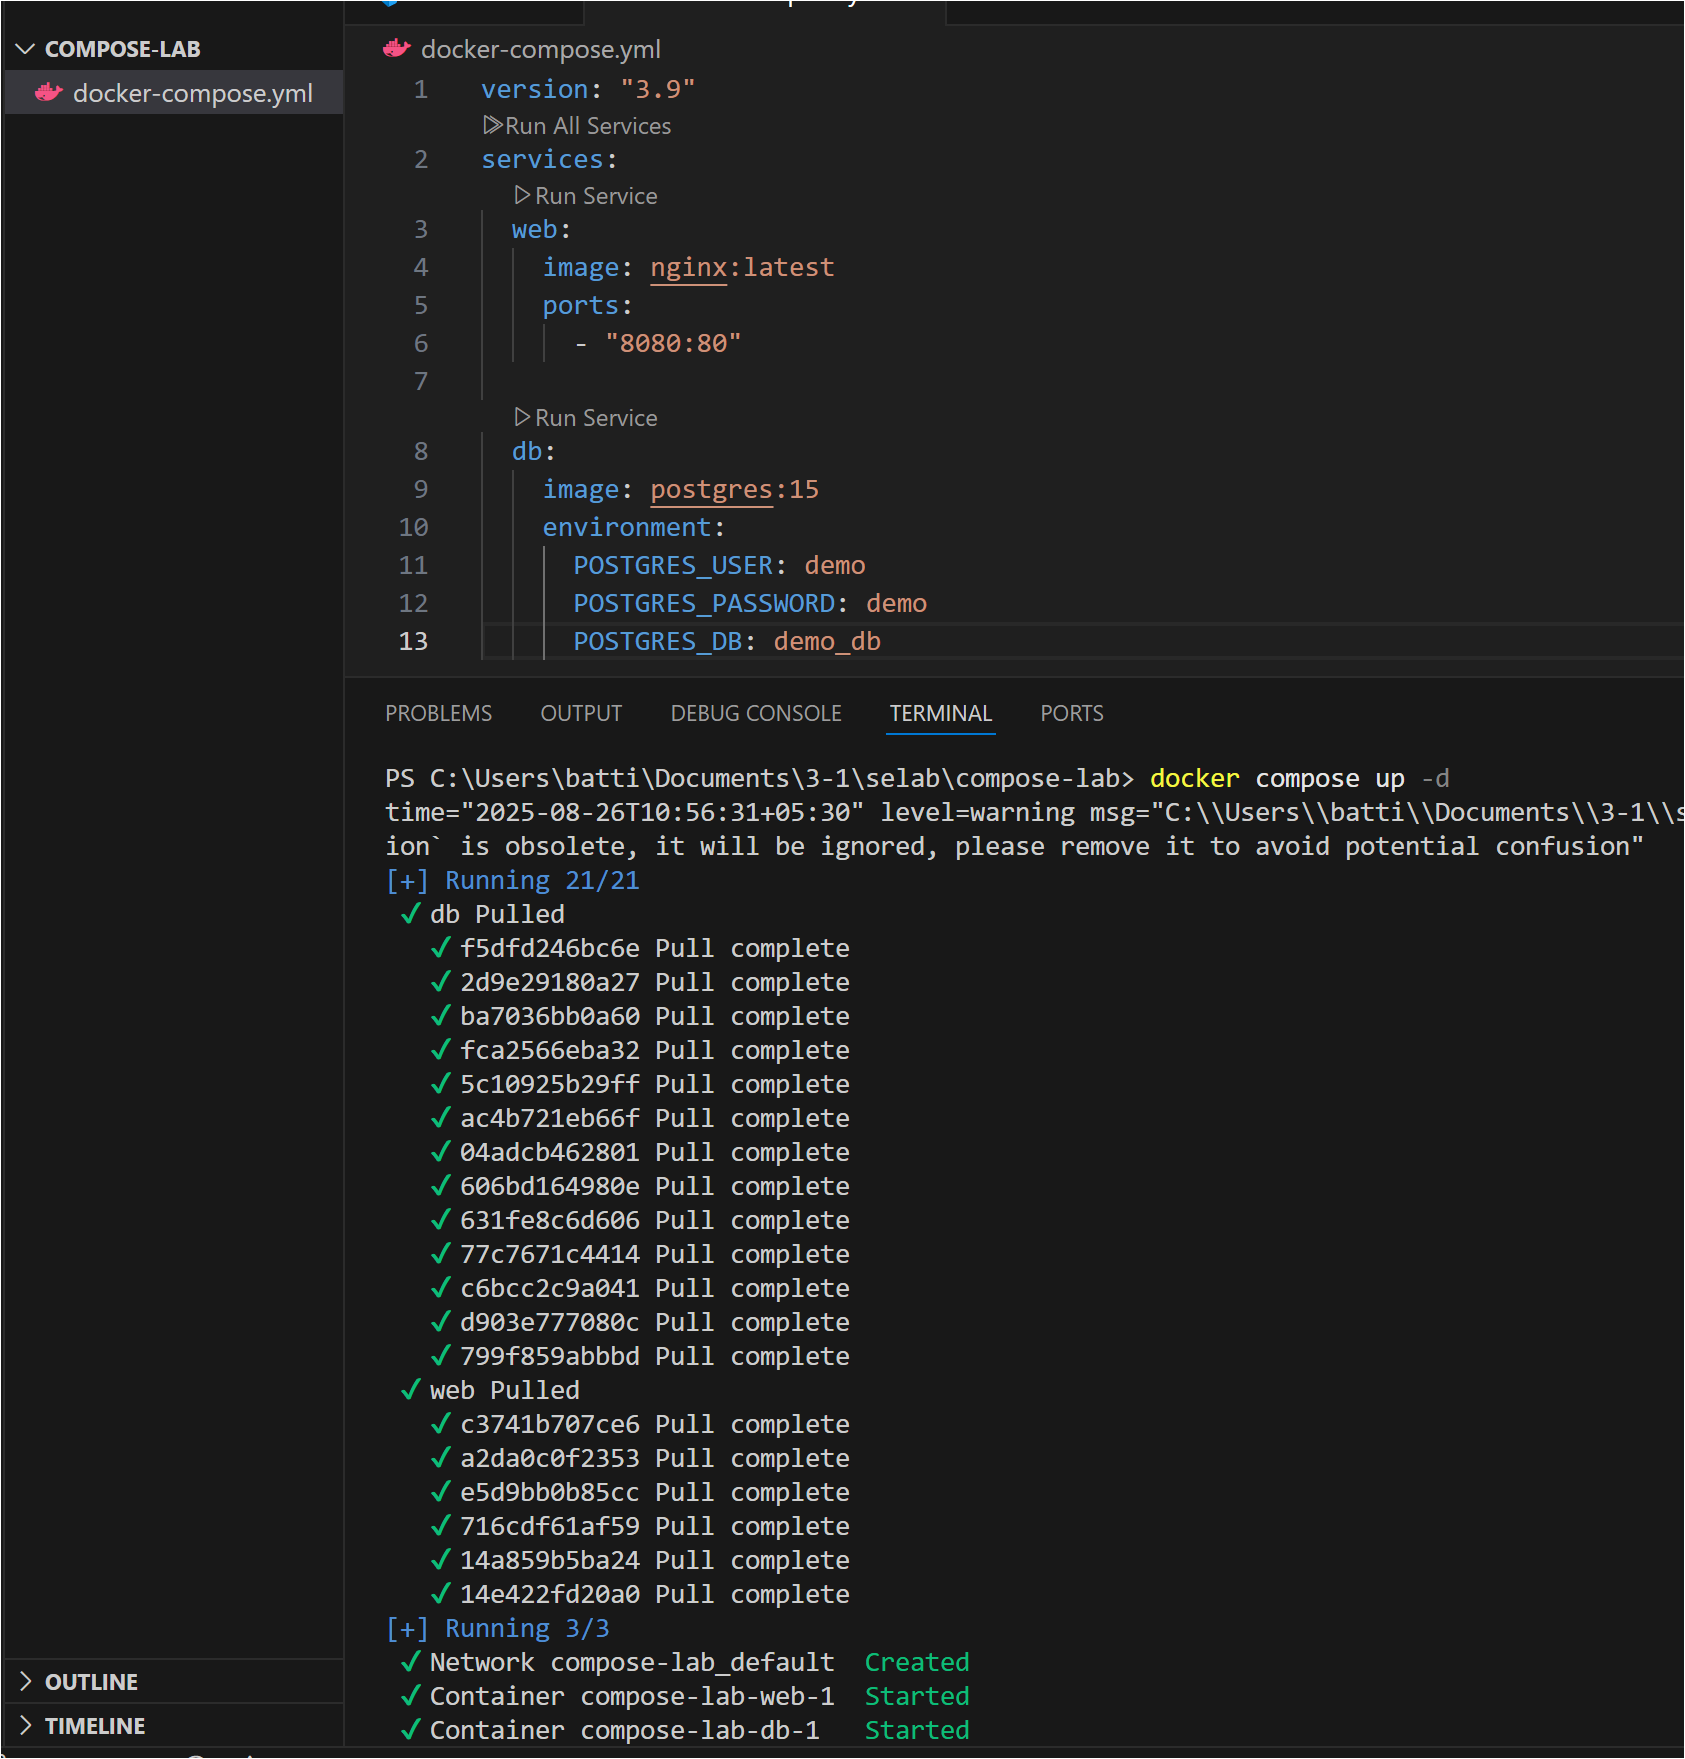 COMPOSE-LAB
docker-compose.yml
OUTLINE
TIMELINE
docker-compose.yml
1 version: "3.9"
Run All Services
2 services:
Run Service
3 web:
4 image: nginx:latest
5 ports:
6 - "8080:80"
7
Run Service
8 db:
9 image: postgres:15
10 environment:
11 POSTGRES_USER: demo
12 POSTGRES_PASSWORD: demo
13 POSTGRES_DB: demo_db
PROBLEMS OUTPUT DEBUG CONSOLE TERMINAL PORTS
PS C:\Users\batti\Documents\3-1\selab\compose-lab> docker compose up -d
time="2025-08-26T10:56:31+05:30" level=warning msg="C:\\Users\\batti\\Documents\\3-1\\s
ion` is obsolete, it will be ignored, please remove it to avoid potential confusion"
[+] Running 21/21
✓ db Pulled
✓ f5dfd246bc6e Pull complete
✓ 2d9e29180a27 Pull complete
✓ ba7036bb0a60 Pull complete
✓ fca2566eba32 Pull complete
✓ 5c10925b29ff Pull complete
✓ ac4b721eb66f Pull complete
✓ 04adcb462801 Pull complete
✓ 606bd164980e Pull complete
✓ 631fe8c6d606 Pull complete
✓ 77c7671c4414 Pull complete
✓ c6bcc2c9a041 Pull complete
✓ d903e777080c Pull complete
✓ 799f859abbbd Pull complete
✓ web Pulled
✓ c3741b707ce6 Pull complete
✓ a2da0c0f2353 Pull complete
✓ e5d9bb0b85cc Pull complete
✓ 716cdf61af59 Pull complete
✓ 14a859b5ba24 Pull complete
✓ 14e422fd20a0 Pull complete
[+] Running 3/3
✓ Network compose-lab_default Created
✓ Container compose-lab-web-1 Started
✓ Container compose-lab-db-1 Started